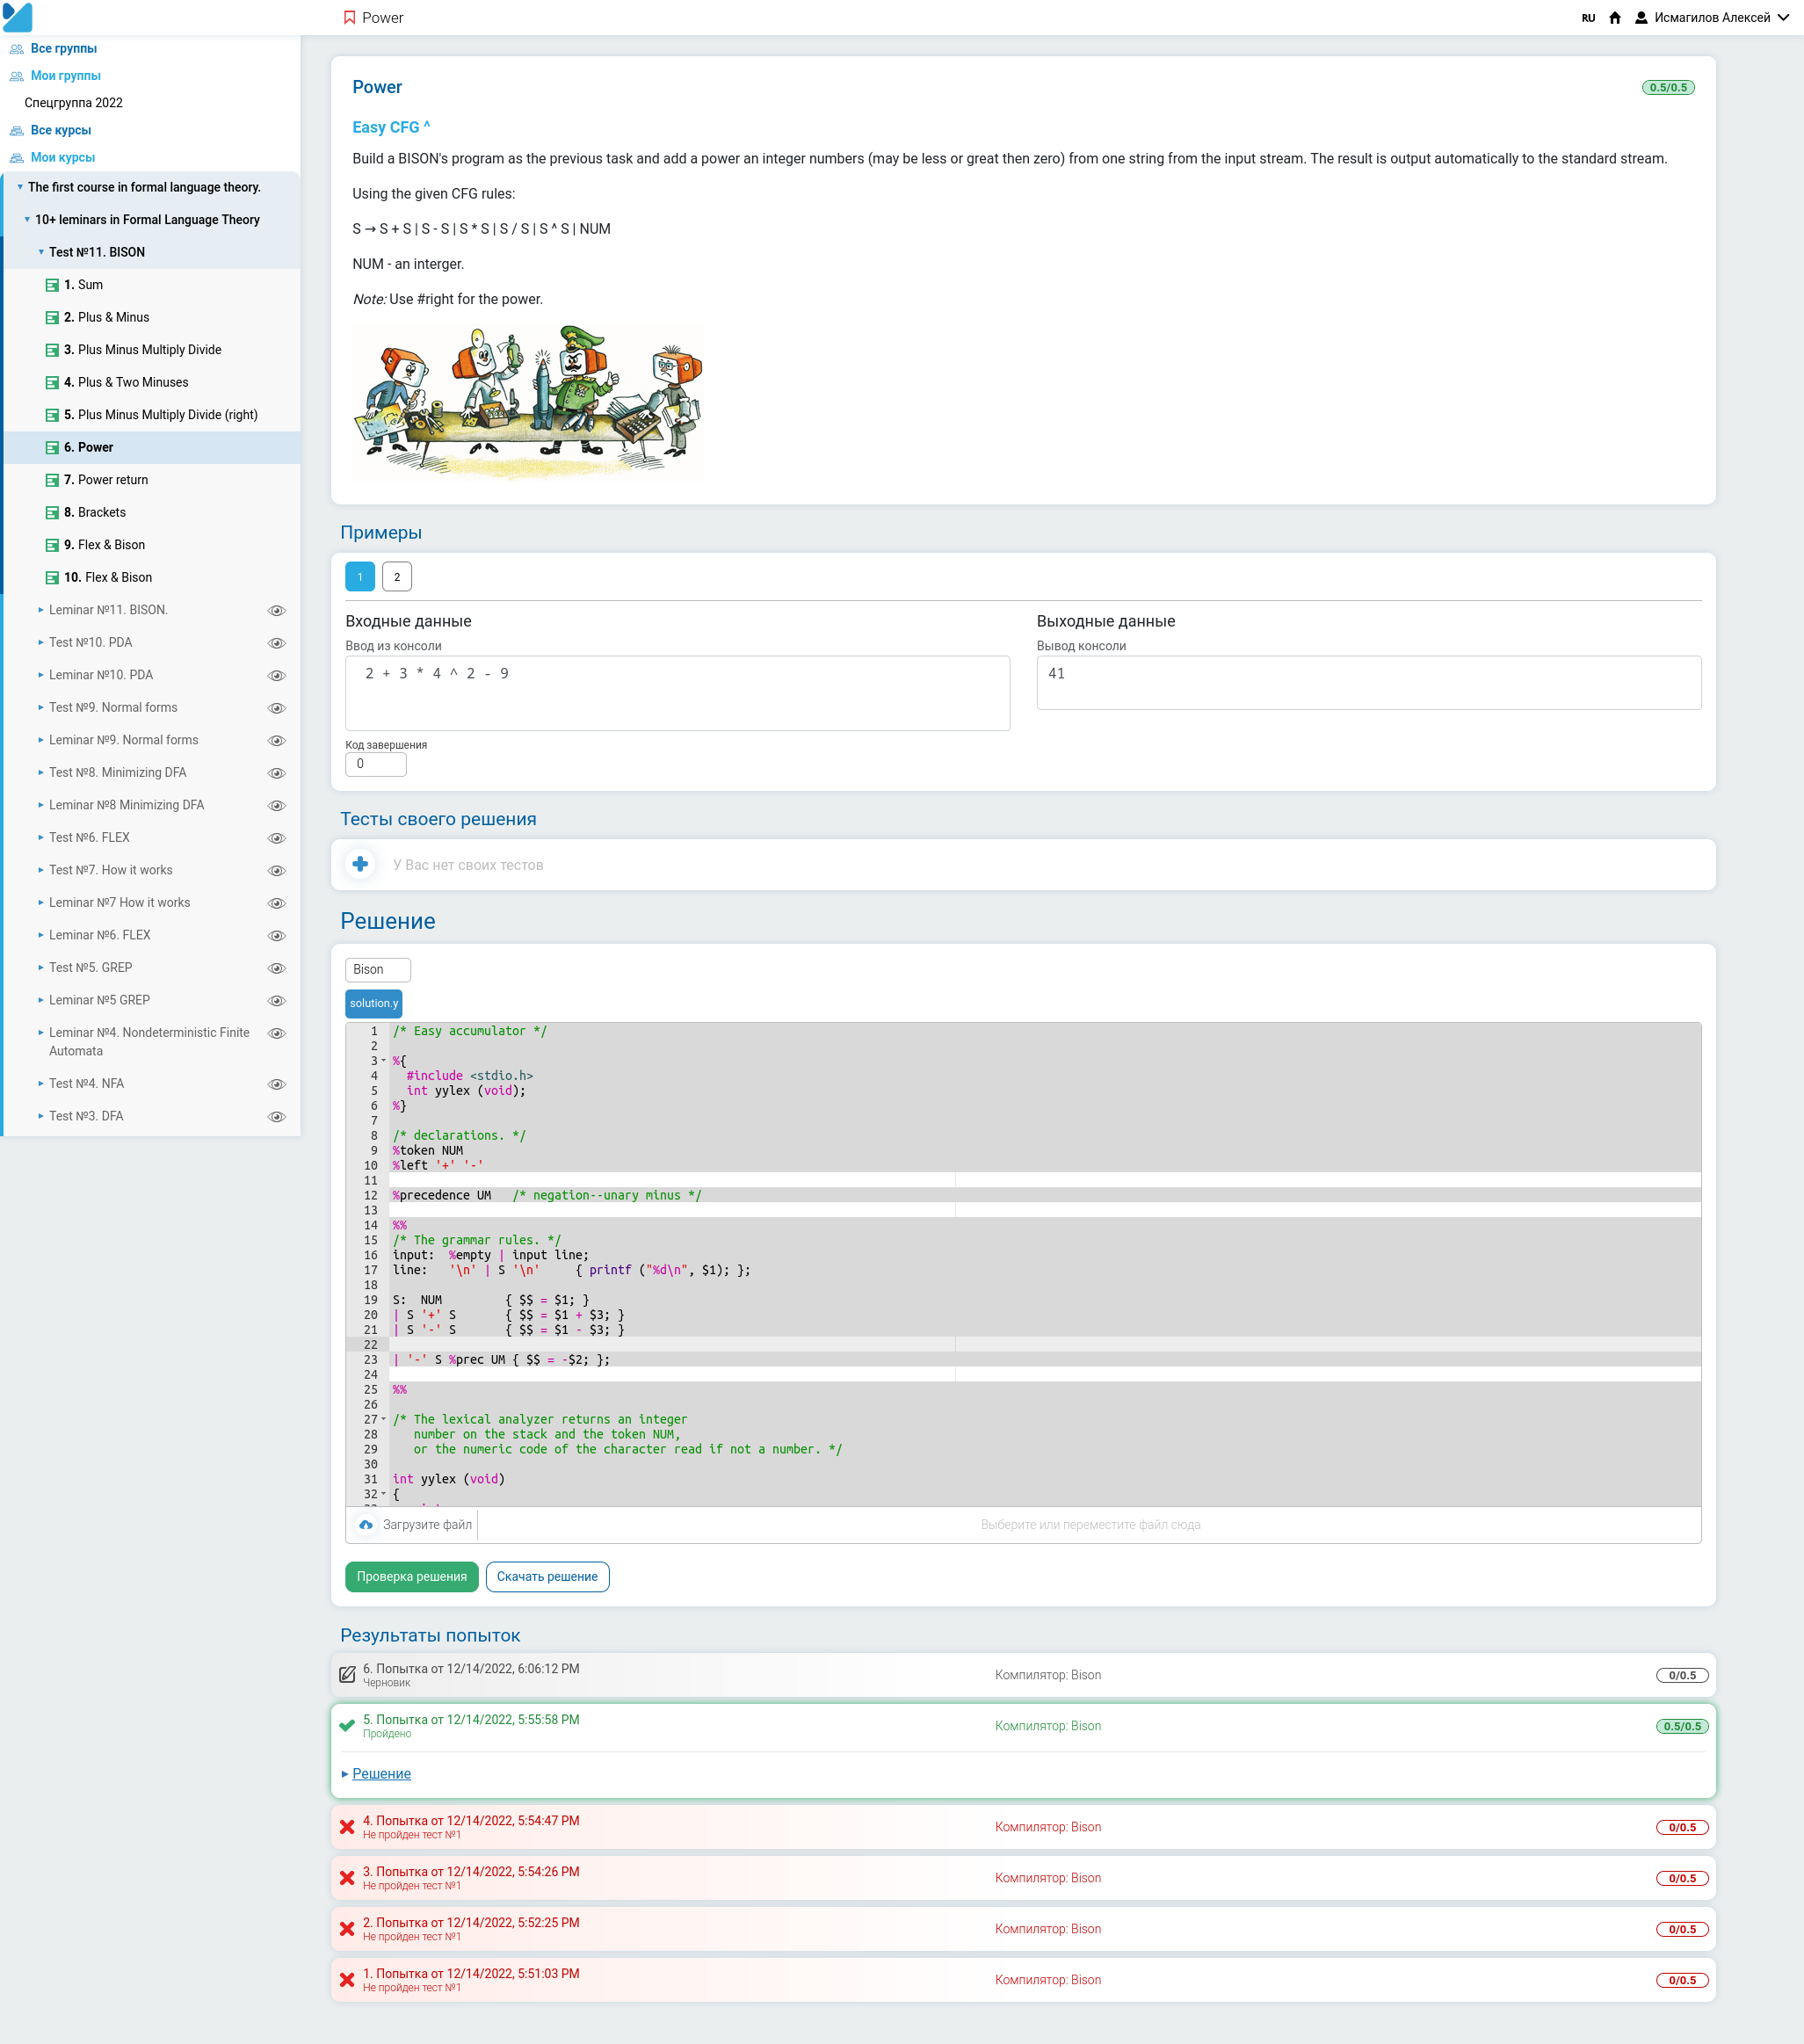 Power
RU
Исмагилов Алексей
Все группы
Мои группы
Спецгруппа 2022
Все курсы
Мои курсы
The first course in formal language theory.
10+ leminars in Formal Language Theory
Test №11. BISON
1. Sum
2. Plus & Minus
3. Plus Minus Multiply Divide
4. Plus & Two Minuses
5. Plus Minus Multiply Divide (right)
6. Power
7. Power return
8. Brackets
9. Flex & Bison
10. Flex & Bison
Leminar №11. BISON.
Test №10. PDA
Leminar №10. PDA
Test №9. Normal forms
Leminar №9. Normal forms
Test №8. Minimizing DFA
Leminar №8 Minimizing DFA
Test №6. FLEX
Test №7. How it works
Leminar №7 How it works
Leminar №6. FLEX
Test №5. GREP
Leminar №5 GREP
Leminar №4. Nondeterministic Finite
Automata
Test №4. NFA
Test №3. DFA
Power
0.5/0.5
Easy CFG ^
Build a BISON's program as the previous task and add a power an integer numbers (may be less or great then zero) from one string from the input stream. The result is output automatically to the standard stream.
Using the given CFG rules:
S → S + S | S - S | S * S | S / S | S ^ S | NUM
NUM - an interger.
Note: Use #right for the power.
Примеры
1
2
Входные данные
Ввод из консоли
2 + 3 * 4 ^ 2 - 9
Код завершения
0
Выходные данные
Вывод консоли
41
Тесты своего решения
У Вас нет своих тестов
Решение
Bison
solution.y
1 /* Easy accumulator */
2
3 %{
4   #include <stdio.h>
5   int yylex (void);
6 %}
7
8 /* declarations. */
9 %token NUM
10 %left '+' '-'
11
12 %precedence UM   /* negation--unary minus */
13
14 %%
15 /* The grammar rules. */
16 input:  %empty | input line;
17 line:   '\n' | S '\n'     { printf ("%d\n", $1); };
18
19 S:  NUM         { $$ = $1; }
20 | S '+' S       { $$ = $1 + $3; }
21 | S '-' S       { $$ = $1 - $3; }
22
23 | '-' S %prec UM { $$ = -$2; };
24
25 %%
26
27 /* The lexical analyzer returns an integer
28    number on the stack and the token NUM,
29    or the numeric code of the character read if not a number. */
30
31 int yylex (void)
32 {
Загрузите файл
Выберите или переместите файл сюда
Проверка решения
Скачать решение
Результаты попыток
6. Попытка от 12/14/2022, 6:06:12 PM
Черновик
Компилятор: Bison
0/0.5
5. Попытка от 12/14/2022, 5:55:58 PM
Пройдено
Компилятор: Bison
0.5/0.5
Решение
4. Попытка от 12/14/2022, 5:54:47 PM
Не пройден тест №1
Компилятор: Bison
0/0.5
3. Попытка от 12/14/2022, 5:54:26 PM
Не пройден тест №1
Компилятор: Bison
0/0.5
2. Попытка от 12/14/2022, 5:52:25 PM
Не пройден тест №1
Компилятор: Bison
0/0.5
1. Попытка от 12/14/2022, 5:51:03 PM
Не пройден тест №1
Компилятор: Bison
0/0.5